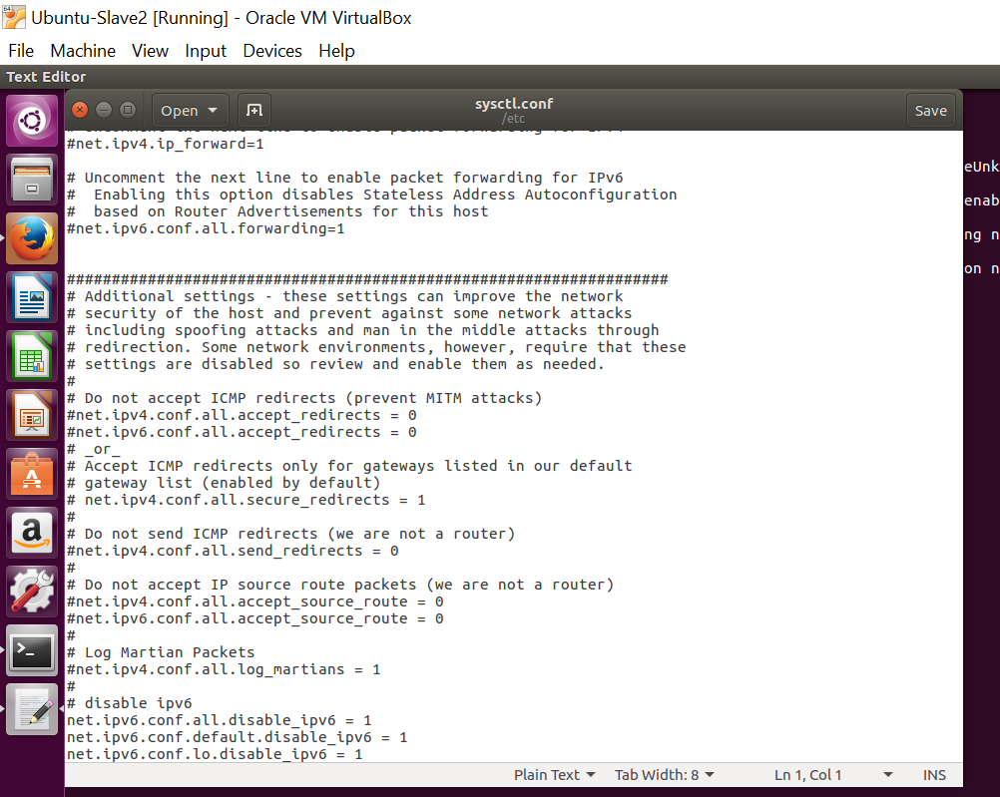 Ubuntu-Slave2 [Running] - Oracle VM VirtualBox
File Machine View Input Devices Help
Text Editor
Open
sysctl.conf
/etc
Save
#net.ipv4.ip_forward=1
# Uncomment the next line to enable packet forwarding for IPv6
#  Enabling this option disables Stateless Address Autoconfiguration
#  based on Router Advertisements for this host
#net.ipv6.conf.all.forwarding=1
###################################################################
# Additional settings - these settings can improve the network
# security of the host and prevent against some network attacks
# including spoofing attacks and man in the middle attacks through
# redirection. Some network environments, however, require that these
# settings are disabled so review and enable them as needed.
#
# Do not accept ICMP redirects (prevent MITM attacks)
#net.ipv4.conf.all.accept_redirects = 0
#net.ipv6.conf.all.accept_redirects = 0
# _or_
# Accept ICMP redirects only for gateways listed in our default
# gateway list (enabled by default)
# net.ipv4.conf.all.secure_redirects = 1
#
# Do not send ICMP redirects (we are not a router)
#net.ipv4.conf.all.send_redirects = 0
#
# Do not accept IP source route packets (we are not a router)
#net.ipv4.conf.all.accept_source_route = 0
#net.ipv6.conf.all.accept_source_route = 0
#
# Log Martian Packets
#net.ipv4.conf.all.log_martians = 1
#
# disable ipv6
net.ipv6.conf.all.disable_ipv6 = 1
net.ipv6.conf.default.disable_ipv6 = 1
net.ipv6.conf.lo.disable_ipv6 = 1
Plain Text Tab Width: 8 Ln 1, Col 1 INS
eUnk
enab
ng n
on n